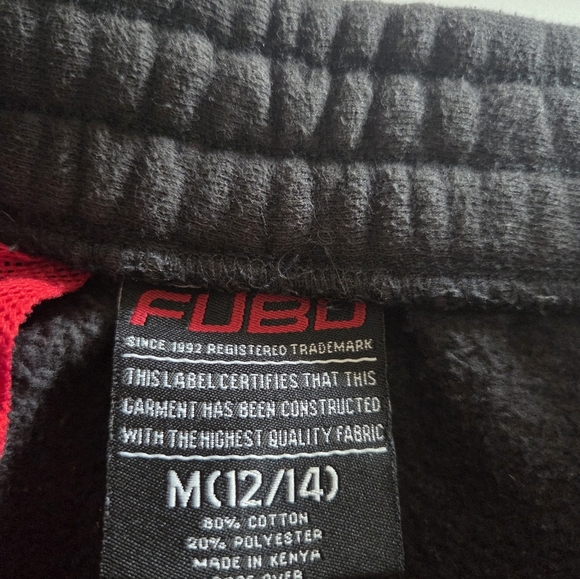 FUBU
SINCE 1992 REGISTERED TRADEMARK
THIS LABEL CERTIFIES THAT THIS
GARMENT HAS BEEN CONSTRUCTED
WITH THE HIGHEST QUALITY FABRIC
M(12/14)
80% COTTON
20% POLYESTER
MADE IN KENYA
OVER